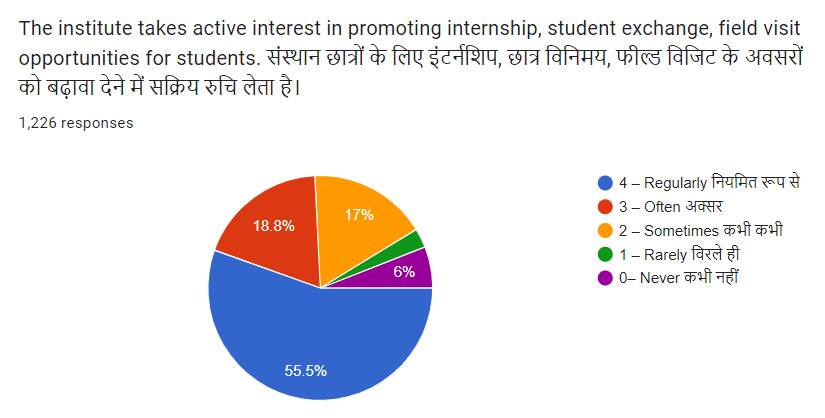 The institute takes active interest in promoting internship, student exchange, field visit
opportunities for students. संस्थान छात्रों के लिए इंटर्नशिप, छात्र विनिमय, फील्ड विजिट के अवसरों
को बढ़ावा देने में सक्रिय रुचि लेता है।
1,226 responses
4 – Regularly नियमित रूप से
3 – Often अक्सर
2 – Sometimes कभी कभी
1 – Rarely विरले ही
0– Never कभी नहीं
17%
18.8%
6%
55.5%